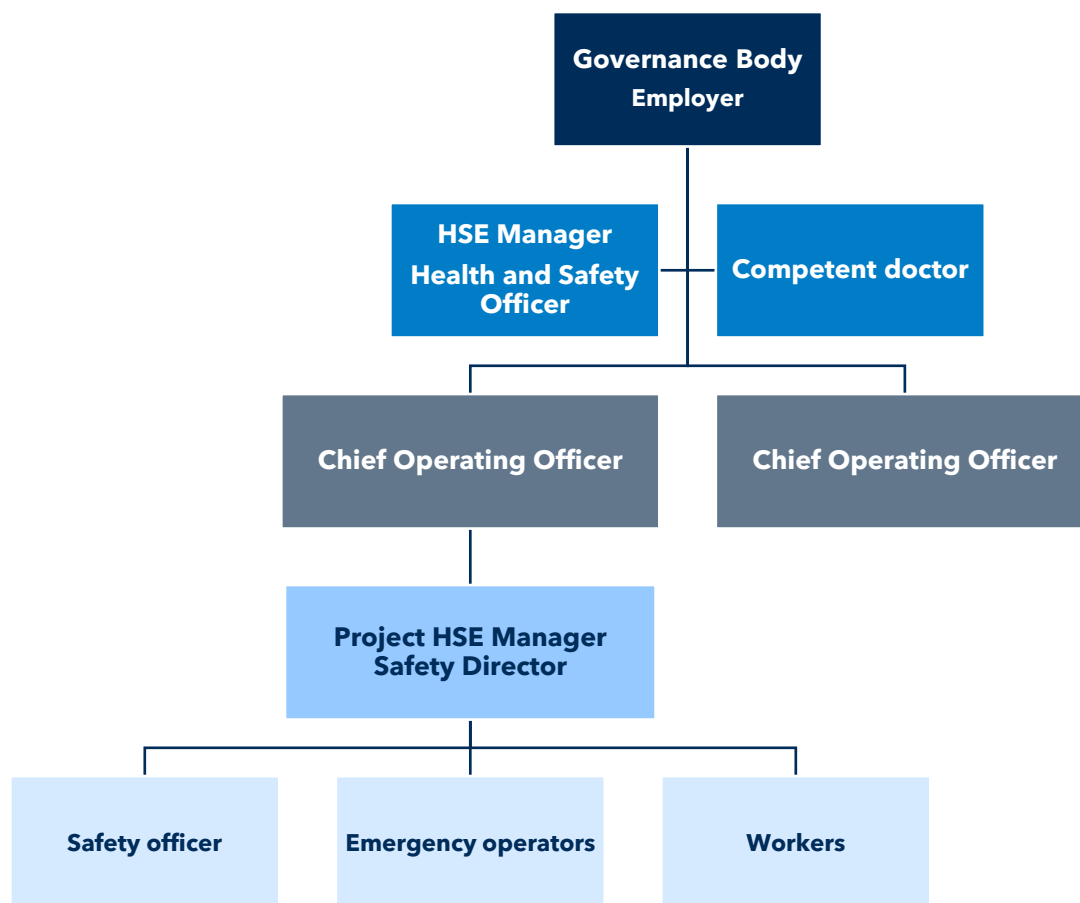 Governance Body
Employer
HSE Manager
Health and Safety
Officer
Competent doctor
Chief Operating Officer
Chief Operating Officer
Project HSE Manager
Safety Director
Safety officer
Emergency operators
Workers